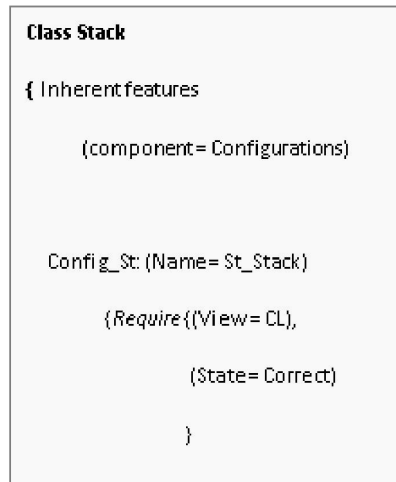 Class Stack
{ Inherent features
(component= Configurations)
Config_St: (Name= St_Stack)
{Require{(View= CL),
(State= Correct)
}